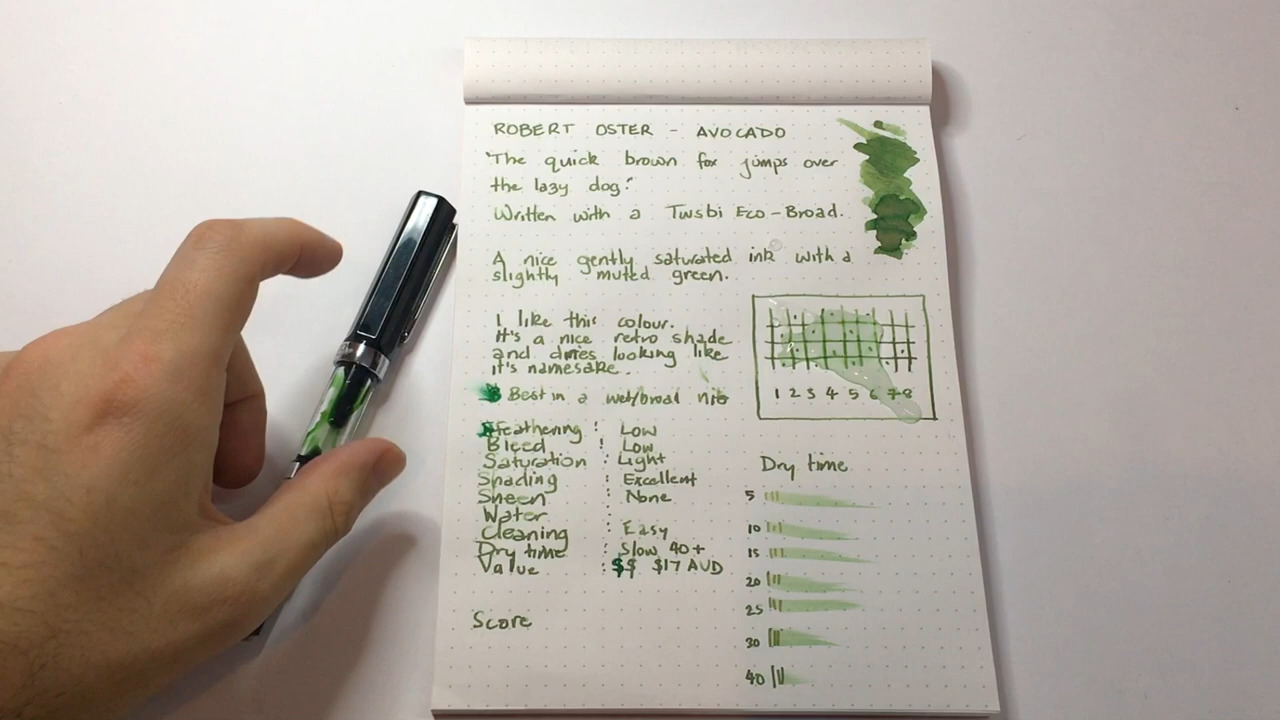 ROBERT OSTER - AVOCADO
"The quick brown fox jumps over
the lazy dog."
Written with a Twsbi Eco-Broad.
A nice gently saturated ink with a
slightly muted green.
I like this colour.
It's a nice retro shade
and dries looking like
it's namesake.
Best in a wet/broad nib
1 2 3 4 5 6 7 8
Feathering : Low
Bleed : Low
Saturation : Light
Shading : Excellent
Sheen : None
Water :
Cleaning : Easy
Dry time : Slow 40+
Value : $$ $17 AUD
Score
Dry time
5
10
15
20
25
30
40